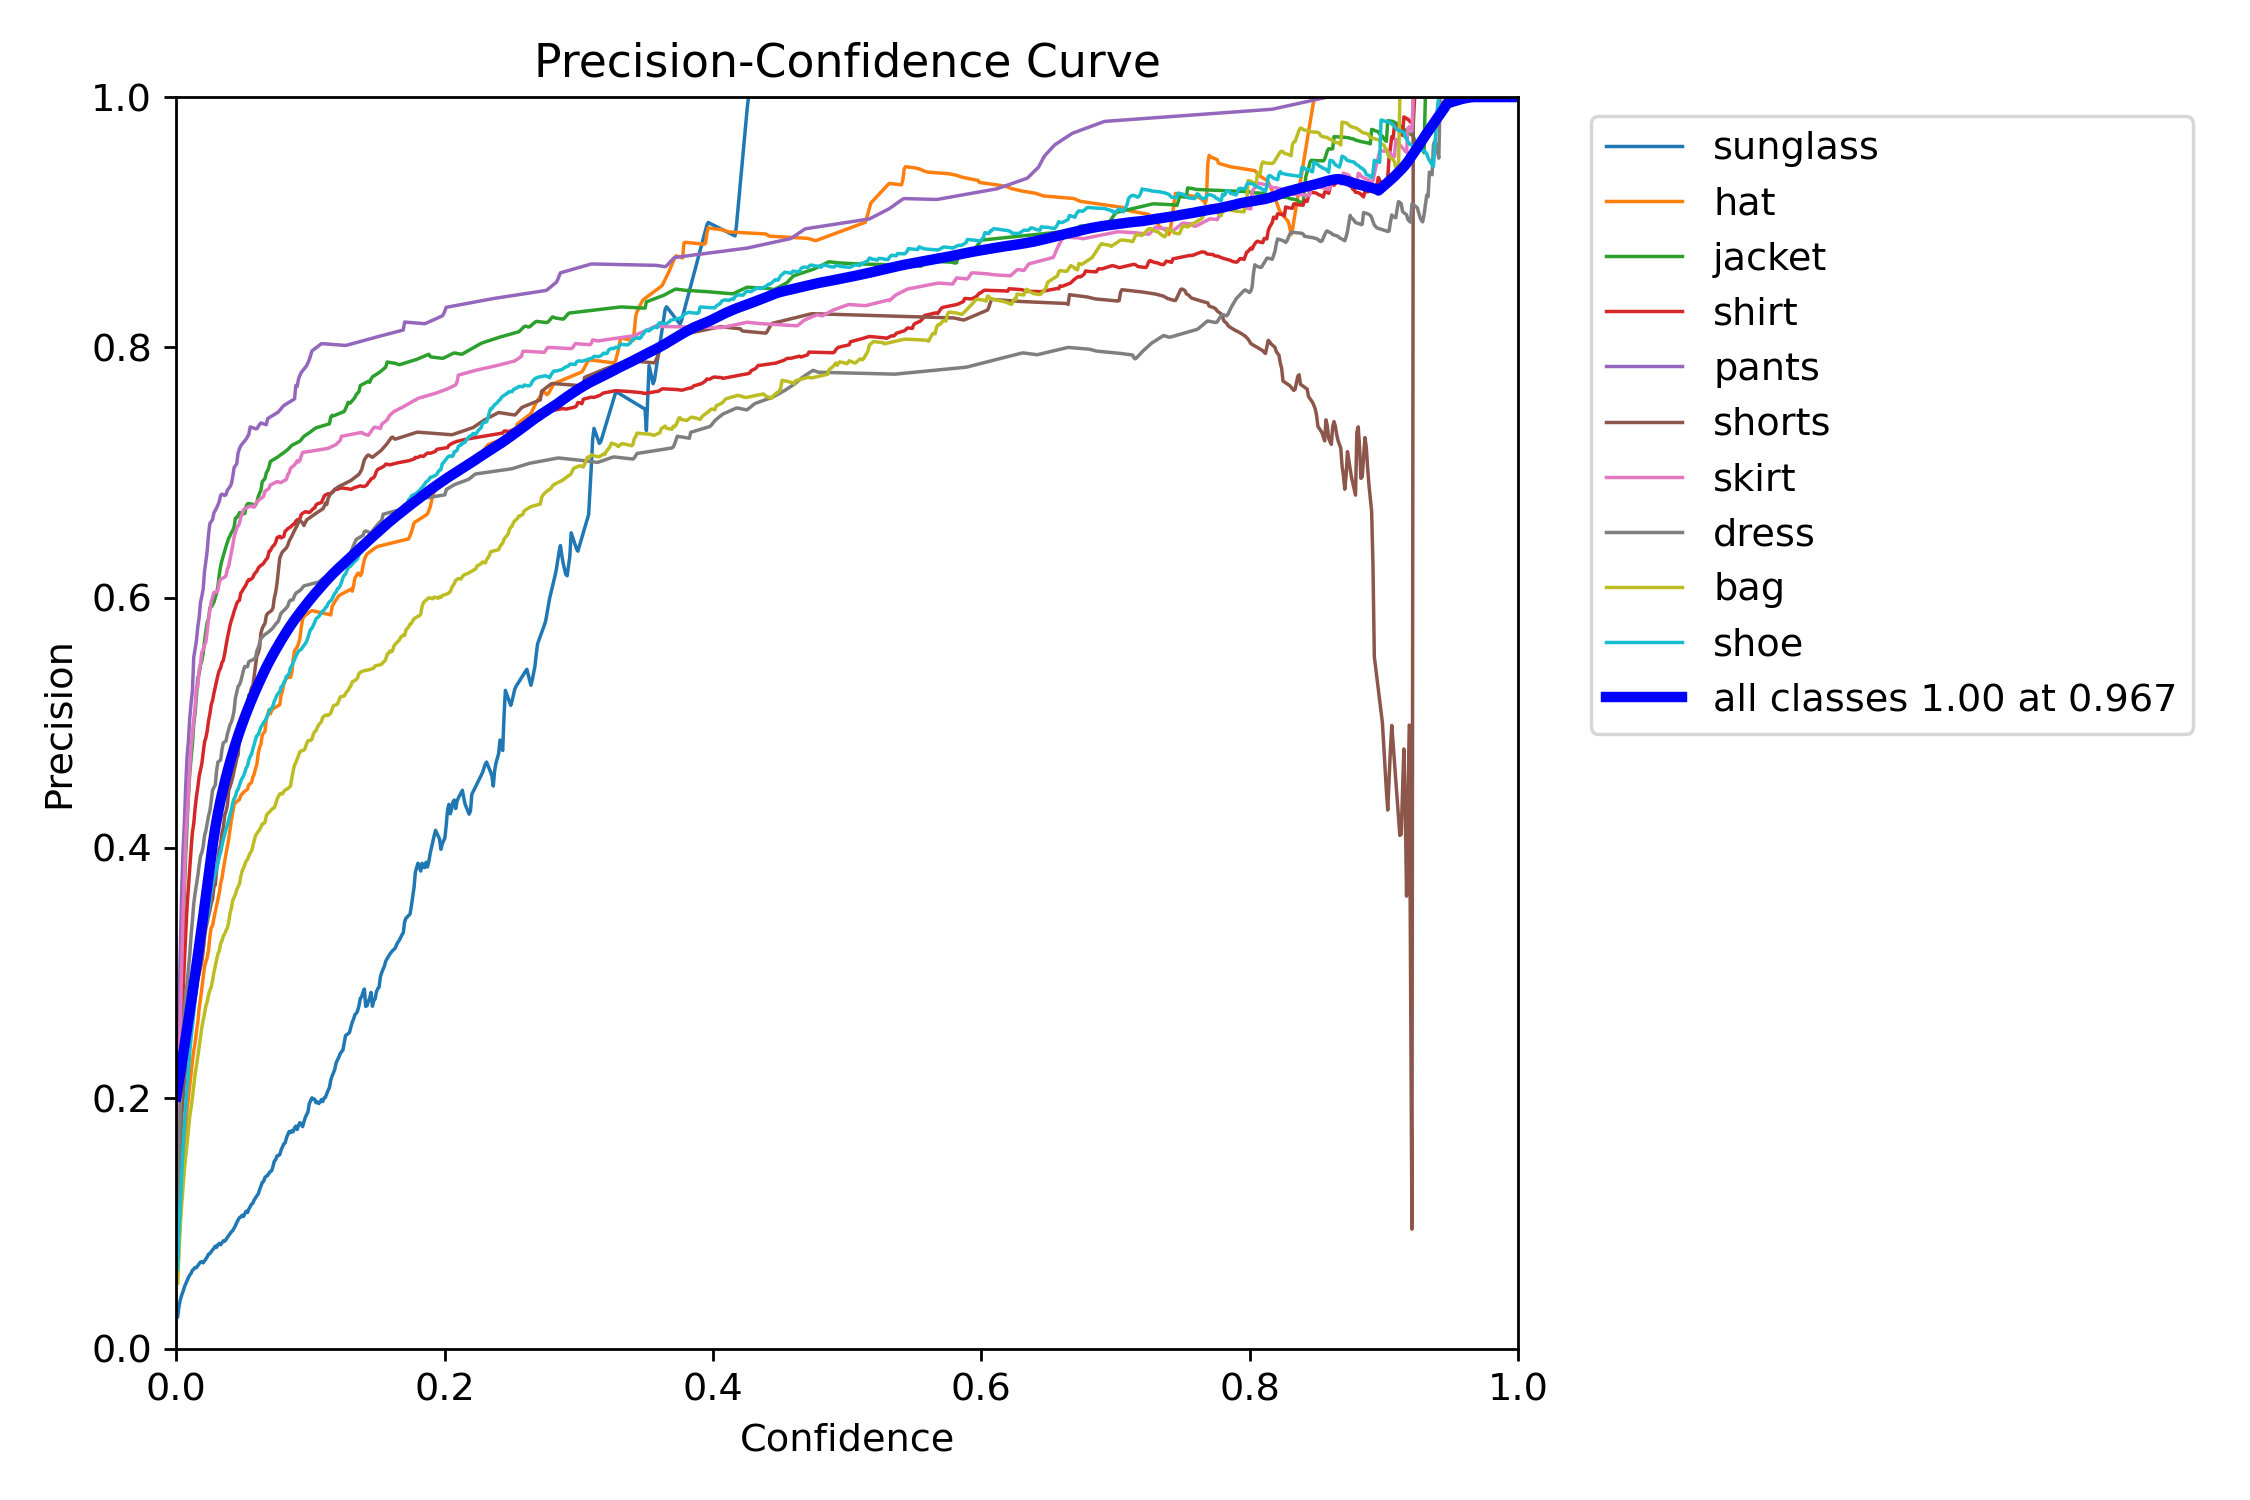 Precision-Confidence Curve
1.0
0.8
0.6
0.4
0.2
0.0
Precision
0.0 0.2 0.4 0.6 0.8 1.0
Confidence
sunglass
hat
jacket
shirt
pants
shorts
skirt
dress
bag
shoe
all classes 1.00 at 0.967